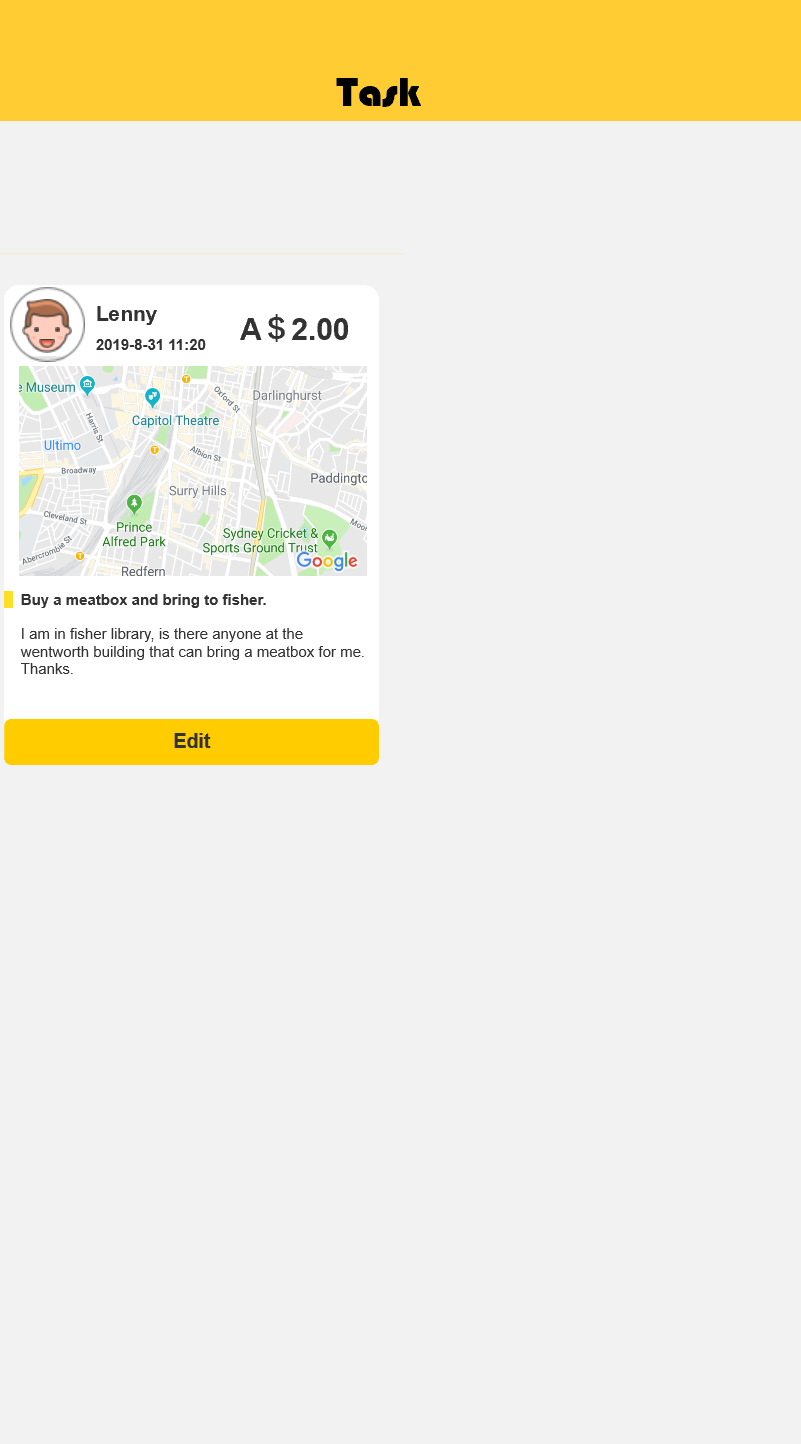 Task
Lenny
2019-8-31 11:20
A $ 2.00
e Museum
Capitol Theatre
Oxford St
Darlinghurst
Harris St
Ultimo
Albion St
Broadway
Surry Hills
Paddingto
Cleveland St
Prince
Alfred Park
Sydney Cricket &
Sports Ground Trust
Moor
Abercrombie St
Redfern
Google
Buy a meatbox and bring to fisher.
I am in fisher library, is there anyone at the
wentworth building that can bring a meatbox for me.
Thanks.
Edit